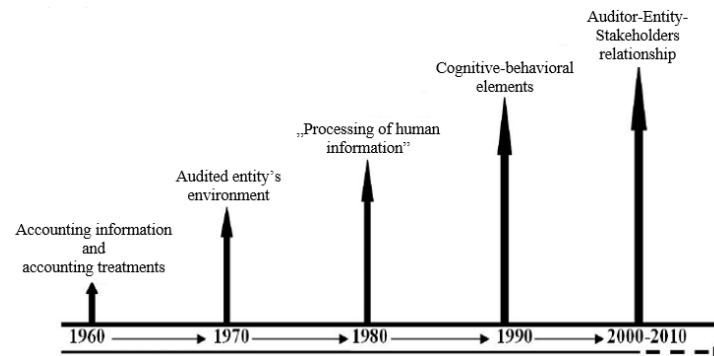 Auditor-Entity-
Stakeholders
relationship
Cognitive-behavioral
elements
„Processing of human
information”
Audited entity’s
environment
Accounting information
and
accounting treatments
1960 1970 1980 1990 2000-2010